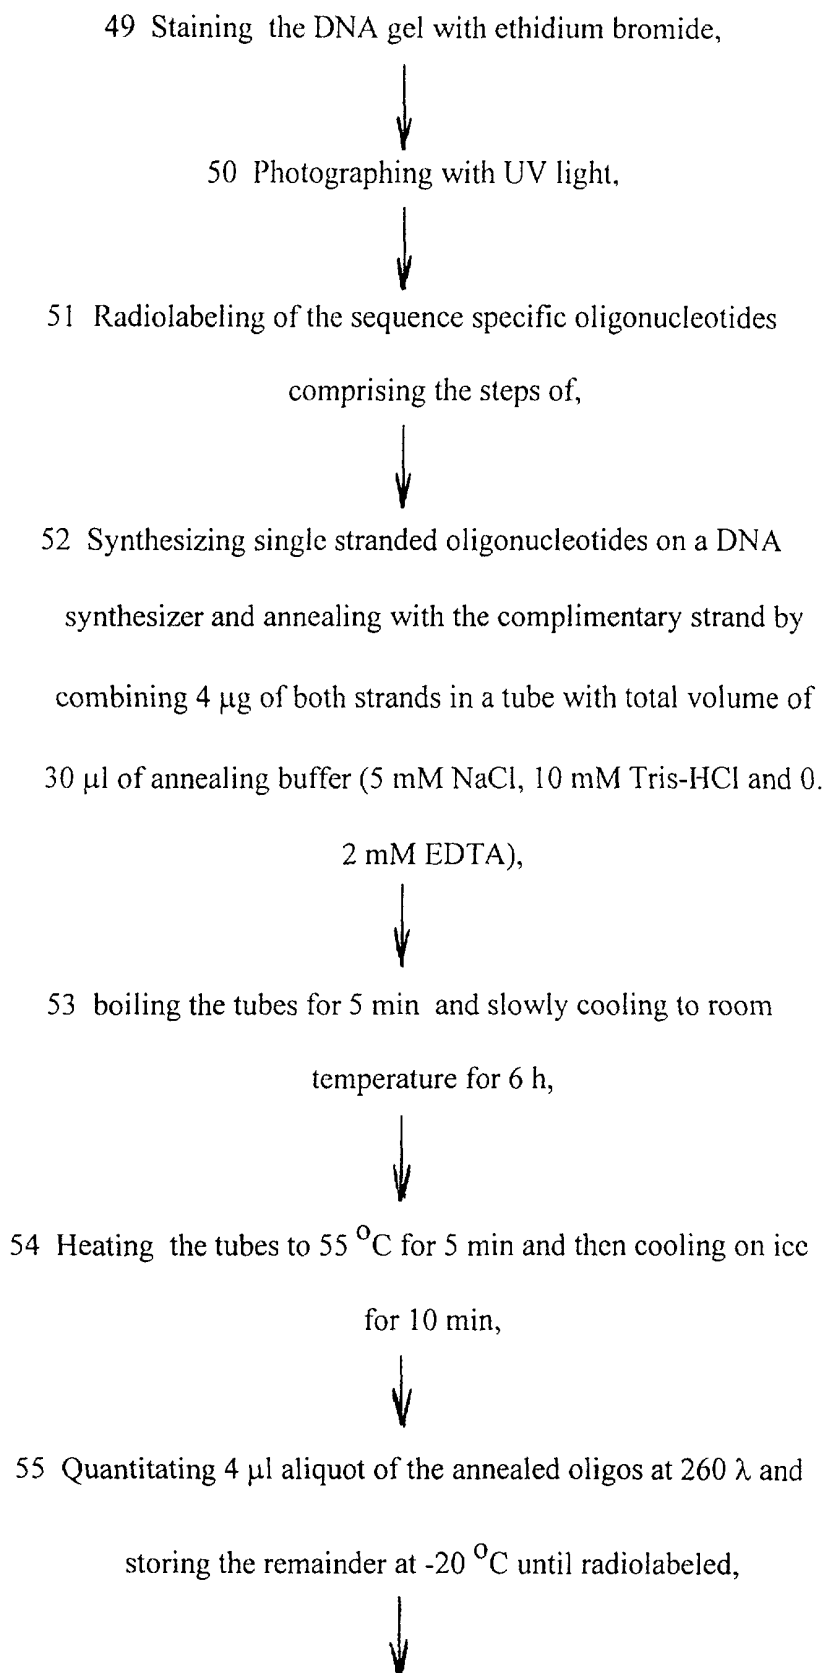 49 Staining the DNA gel with ethidium bromide,
50 Photographing with UV light,
51 Radiolabeling of the sequence specific oligonucleotides
comprising the steps of,
52 Synthesizing single stranded oligonucleotides on a DNA
synthesizer and annealing with the complimentary strand by
combining 4 µg of both strands in a tube with total volume of
30 µl of annealing buffer (5 mM NaCl, 10 mM Tris-HCl and 0.
2 mM EDTA),
53 boiling the tubes for 5 min and slowly cooling to room
temperature for 6 h,
54 Heating the tubes to 55 °C for 5 min and then cooling on ice
for 10 min,
55 Quantitating 4 µl aliquot of the annealed oligos at 260 λ and
storing the remainder at -20 °C until radiolabeled,